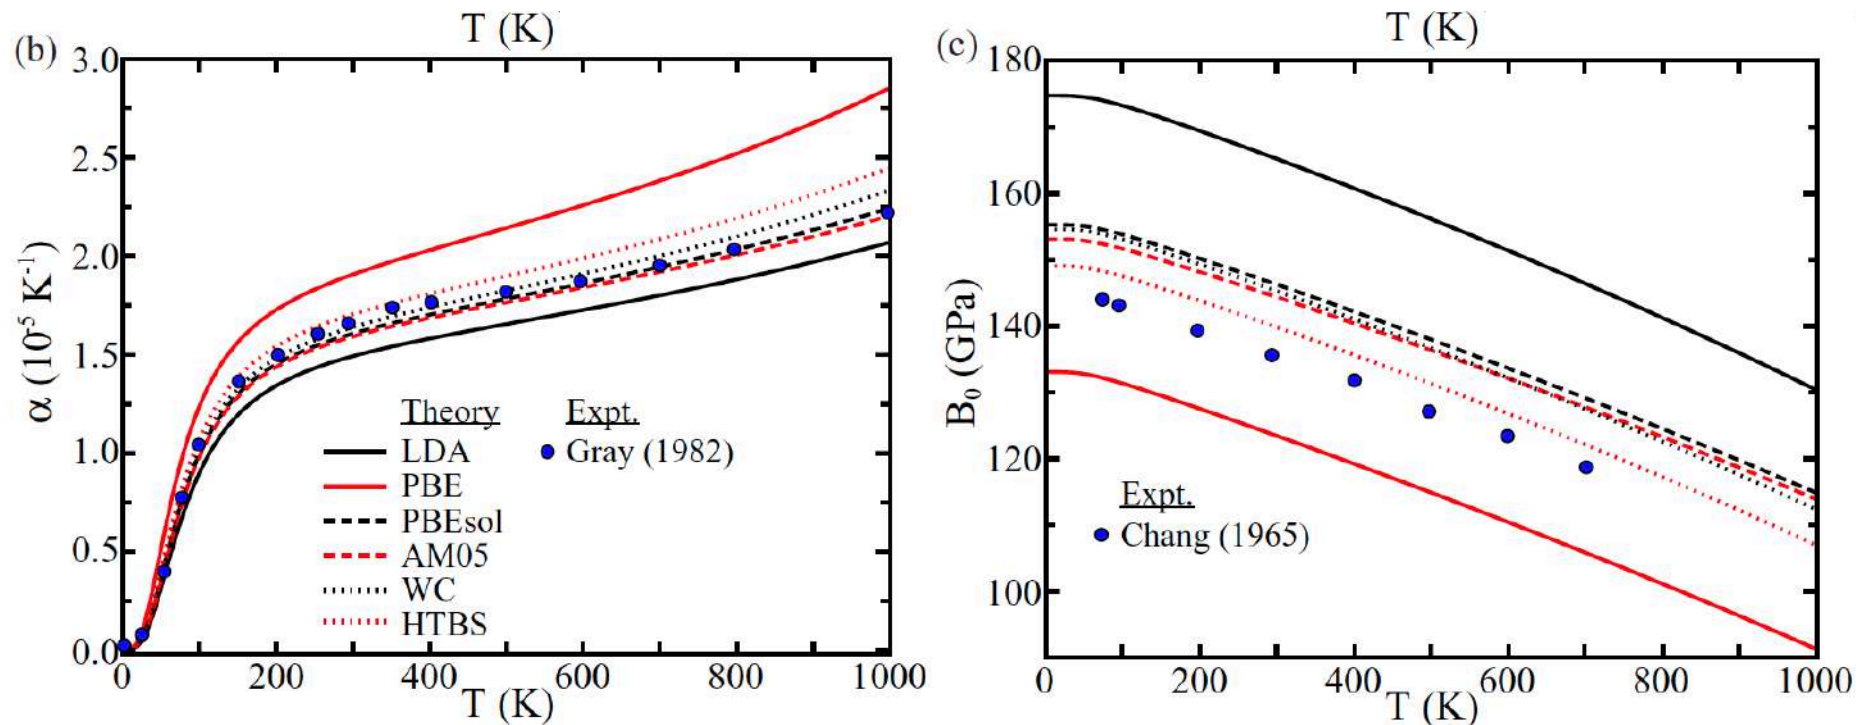 (b)
T (K)
3.0
2.5
2.0
1.5
1.0
0.5
0.0
α (10⁻⁵ K⁻¹)
Theory
LDA
PBE
PBEsol
AM05
WC
HTBS
Expt.
Gray (1982)
0 200 400 600 800 1000
T (K)
(c)
T (K)
180
160
140
120
100
B₀ (GPa)
Expt.
Chang (1965)
0 200 400 600 800 1000
T (K)